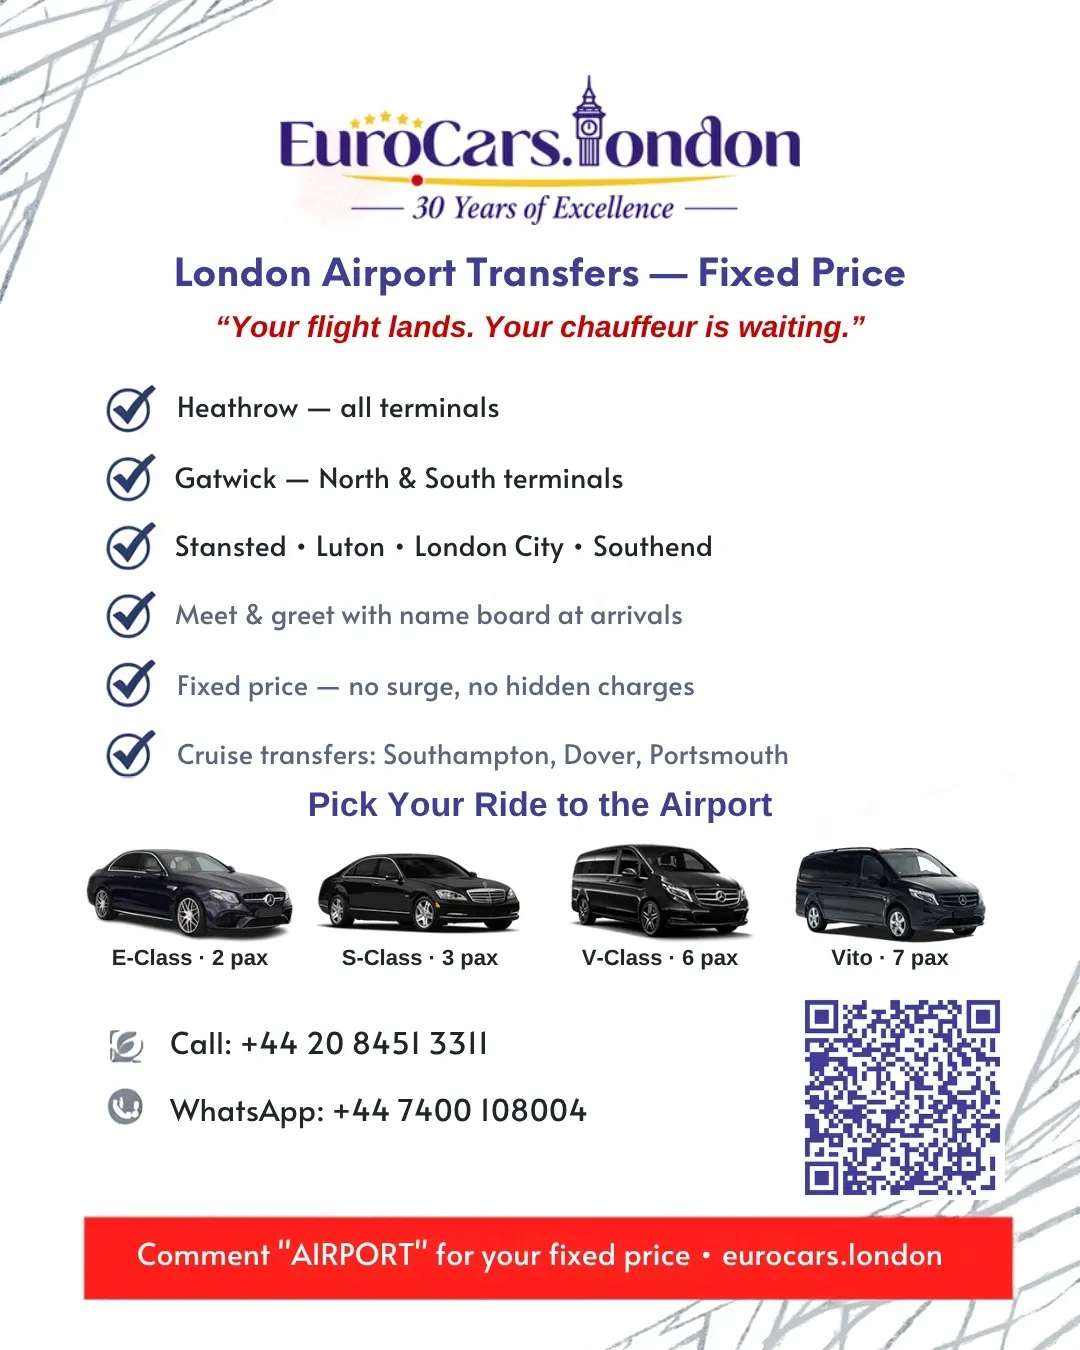 EuroCars.london
30 Years of Excellence
London Airport Transfers — Fixed Price
“Your flight lands. Your chauffeur is waiting.”
Heathrow — all terminals
Gatwick — North & South terminals
Stansted • Luton • London City • Southend
Meet & greet with name board at arrivals
Fixed price — no surge, no hidden charges
Cruise transfers: Southampton, Dover, Portsmouth
Pick Your Ride to the Airport
E-Class · 2 pax
S-Class · 3 pax
V-Class · 6 pax
Vito · 7 pax
Call: +44 20 8451 3311
WhatsApp: +44 7400 108004
Comment "AIRPORT" for your fixed price • eurocars.london